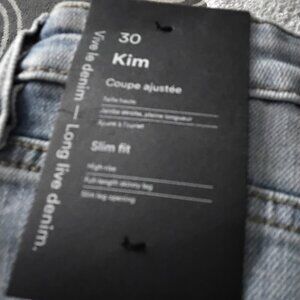 30
Kim
Coupe ajustée
Taille haute
Jambe étroite, pleine longueur
Ajusté à l'ourlet
Slim fit
High rise
Full-length skinny leg
Slim leg opening
Vive le denim — Long live denim.